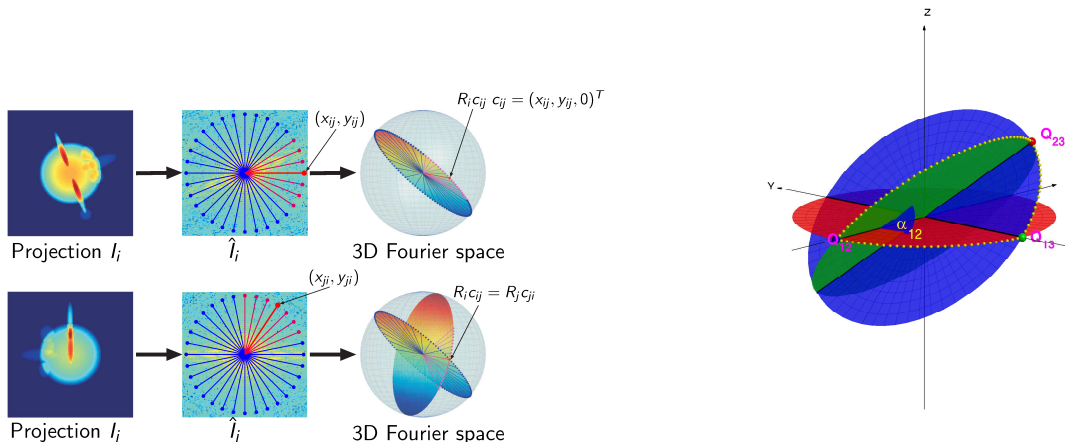 R_i c_ij c_ij = (x_ij, y_ij, 0)^T
(x_ij, y_ij)
Projection I_i
Î_i
3D Fourier space
(x_ji, y_ji)
R_i c_ij = R_j c_ji
Projection I_j
Î_j
3D Fourier space
Z
Q_23
Y
α_12
Q_12
Q_13